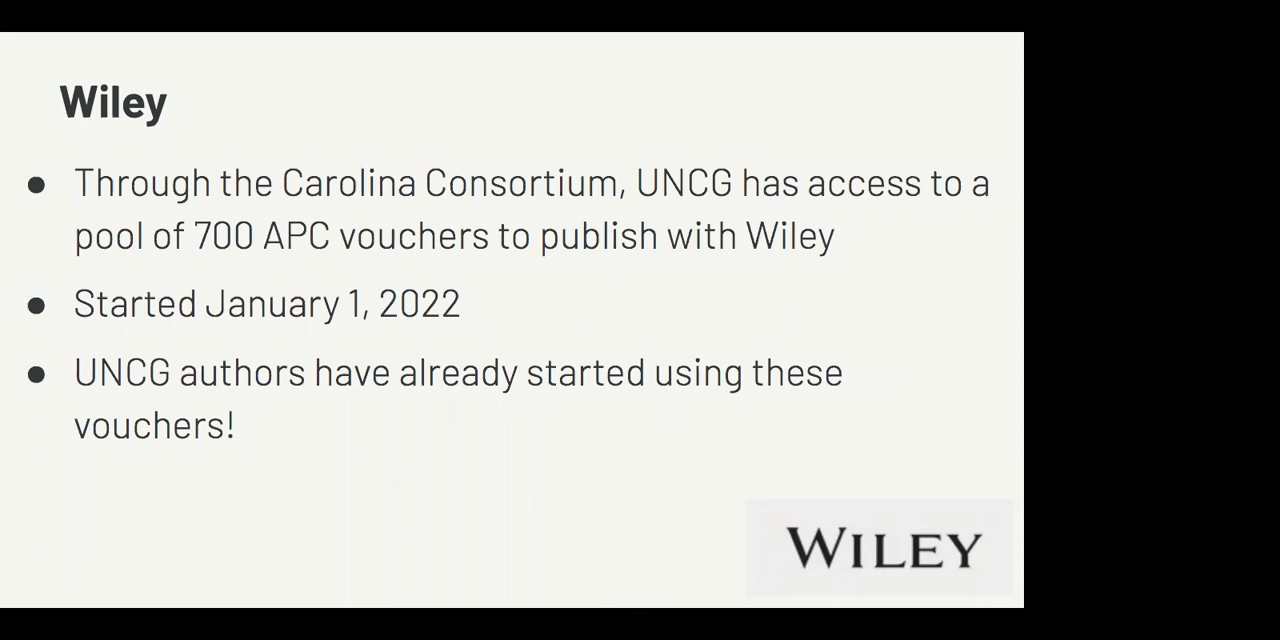 Wiley
● Through the Carolina Consortium, UNCG has access to a
pool of 700 APC vouchers to publish with Wiley
● Started January 1, 2022
● UNCG authors have already started using these
vouchers!
WILEY